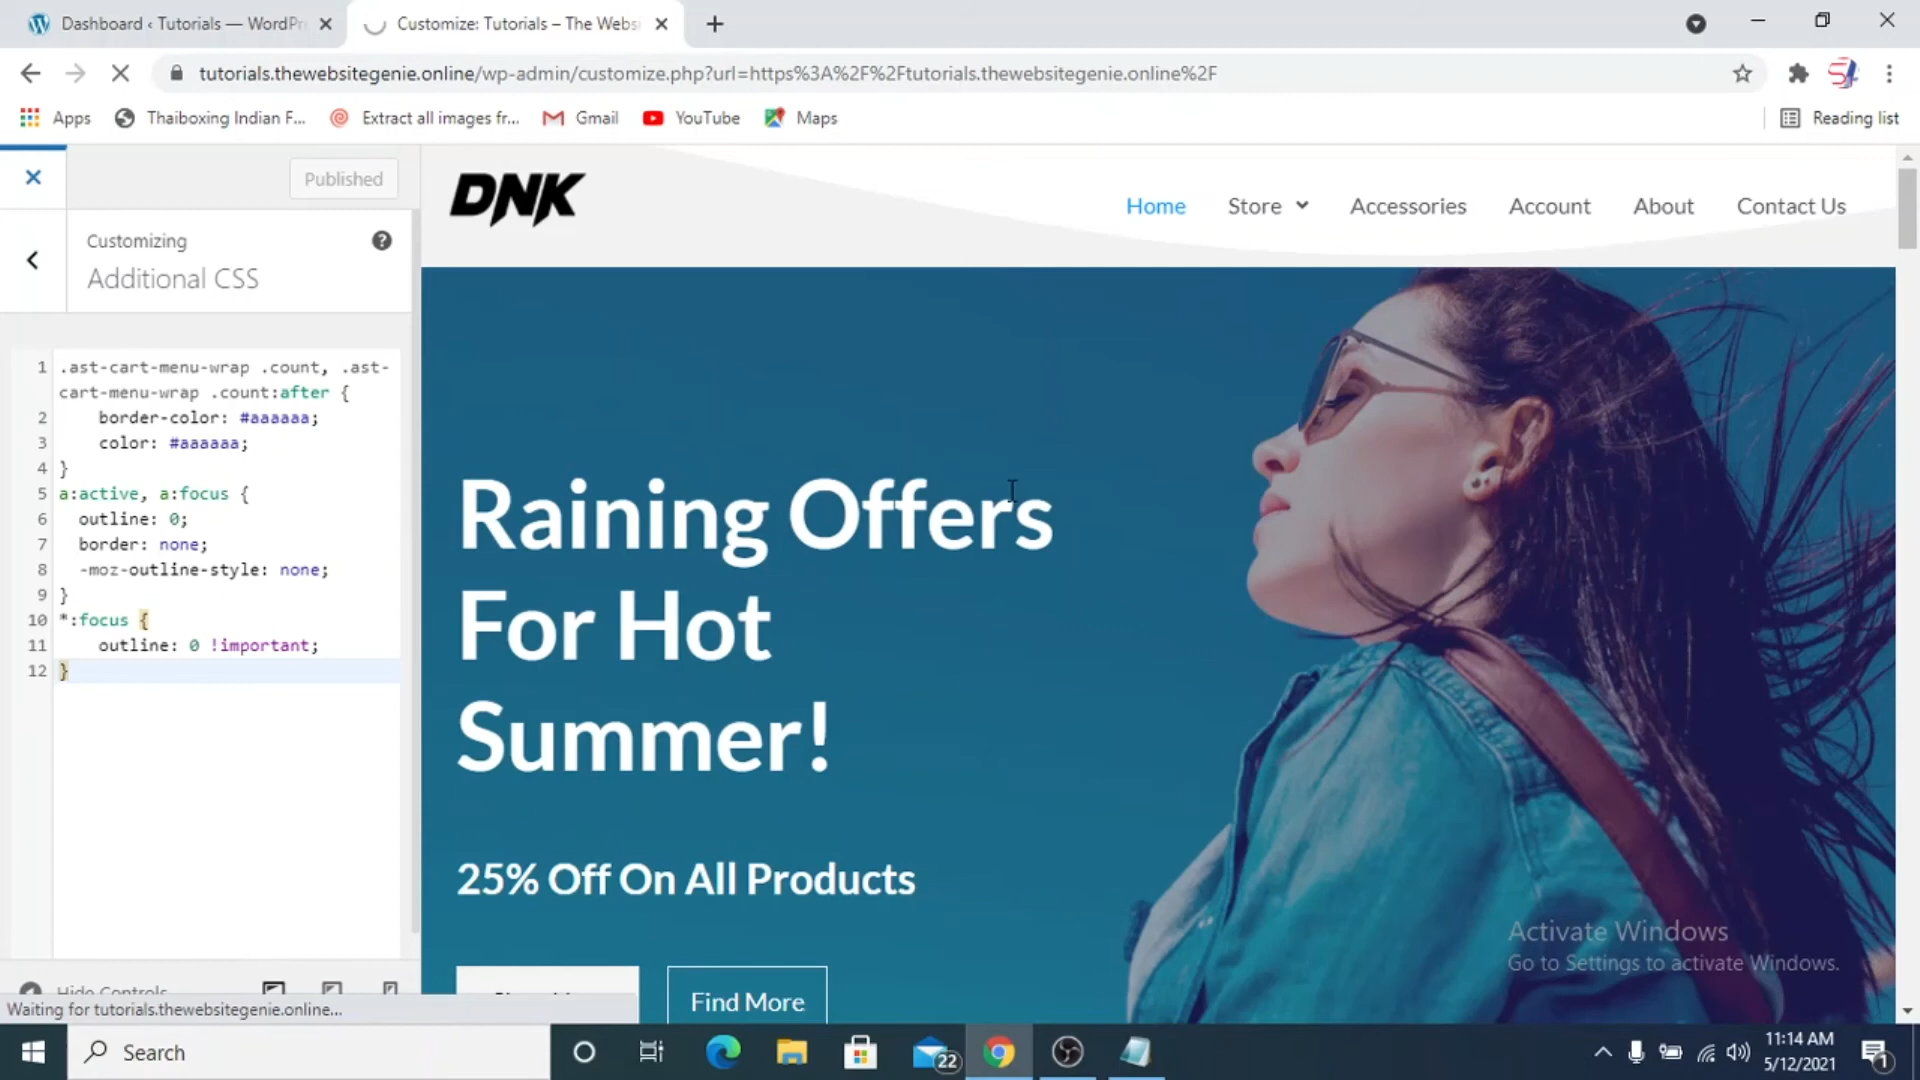 Dashboard ‹ Tutorials — WordPr
Customize: Tutorials – The Webs
tutorials.thewebsitegenie.online/wp-admin/customize.php?url=https%3A%2F%2Ftutorials.thewebsitegenie.online%2F
Apps
Thaiboxing Indian F...
Extract all images fr...
Gmail
YouTube
Maps
Reading list
Published
Customizing
Additional CSS
1 .ast-cart-menu-wrap .count, .ast-
cart-menu-wrap .count:after {
2 border-color: #aaaaaa;
3 color: #aaaaaa;
4 }
5 a:active, a:focus {
6 outline: 0;
7 border: none;
8 -moz-outline-style: none;
9 }
10 *:focus {
11 outline: 0 !important;
12 }
Hide Controls
Waiting for tutorials.thewebsitegenie.online...
DNK
Home
Store
Accessories
Account
About
Contact Us
Raining Offers
For Hot
Summer!
25% Off On All Products
Find More
Activate Windows
Go to Settings to activate Windows.
Search
22
11:14 AM
5/12/2021
1